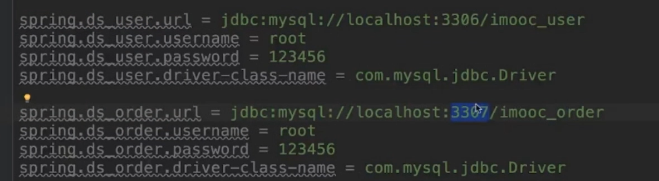 spring.ds_user.url = jdbc:mysql://localhost:3306/imooc_user
spring.ds_user.username = root
spring.ds_user.password = 123456
spring.ds_user.driver-class-name = com.mysql.jdbc.Driver
spring.ds_order.url = jdbc:mysql://localhost:3307/imooc_order
spring.ds_order.username = root
spring.ds_order.password = 123456
spring.ds_order.driver-class-name = com.mysql.jdbc.Driver